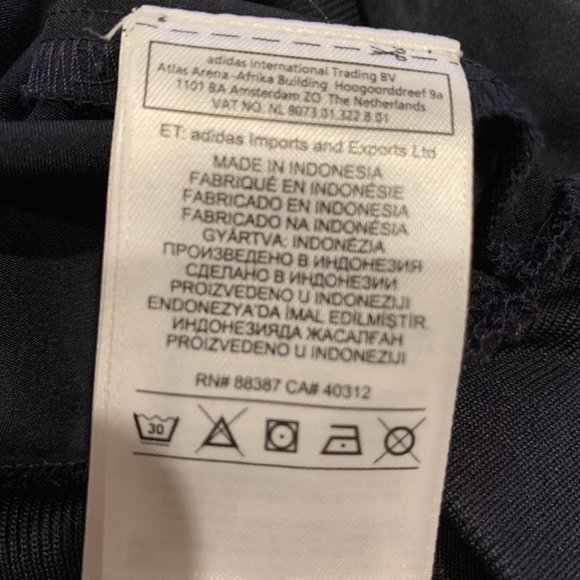 adidas International Trading BV
Atlas Arena -Afrika Building Hoogoorddreef 9a
1101 BA Amsterdam ZO The Netherlands
VAT NO. NL 8073.01.322.B.01
ET: adidas Imports and Exports Ltd
MADE IN INDONESIA
FABRIQUÉ EN INDONÉSIE
FABRICADO EN INDONESIA
FABRICADO NA INDONÉSIA
GYÁRTVA: INDONÉZIA
ПРОИЗВЕДЕНО В ИНДОНЕЗИЯ
СДЕЛАНО В ИНДОНЕЗИИ
PROIZVEDENO U INDONEZIJI
ENDONEZYA'DA İMAL EDİLMİŞTİR.
ИНДОНЕЗИЯДА ЖАСАЛҒАН
PROIZVEDENO U INDONEZIJI
RN# 88387 CA# 40312
30